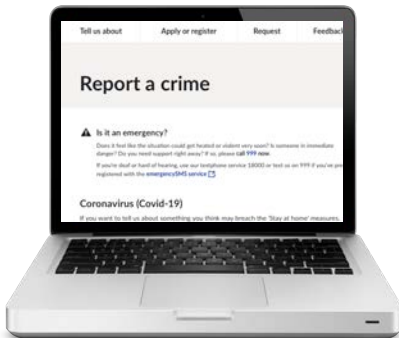 Tell us about Apply or register Request Feedback
Report a crime
Is it an emergency?
Does it feel like the situation could get heated or violent very soon? Is someone in immediate
danger? Do you need support right away? If so, please call 999 now.
If you're deaf or hard of hearing, use our textphone service 18000 or text us on 999 if you've pre
registered with the emergencySMS service
Coronavirus (Covid-19)
If you want to tell us about something you think may breach the 'Stay at home' measures,